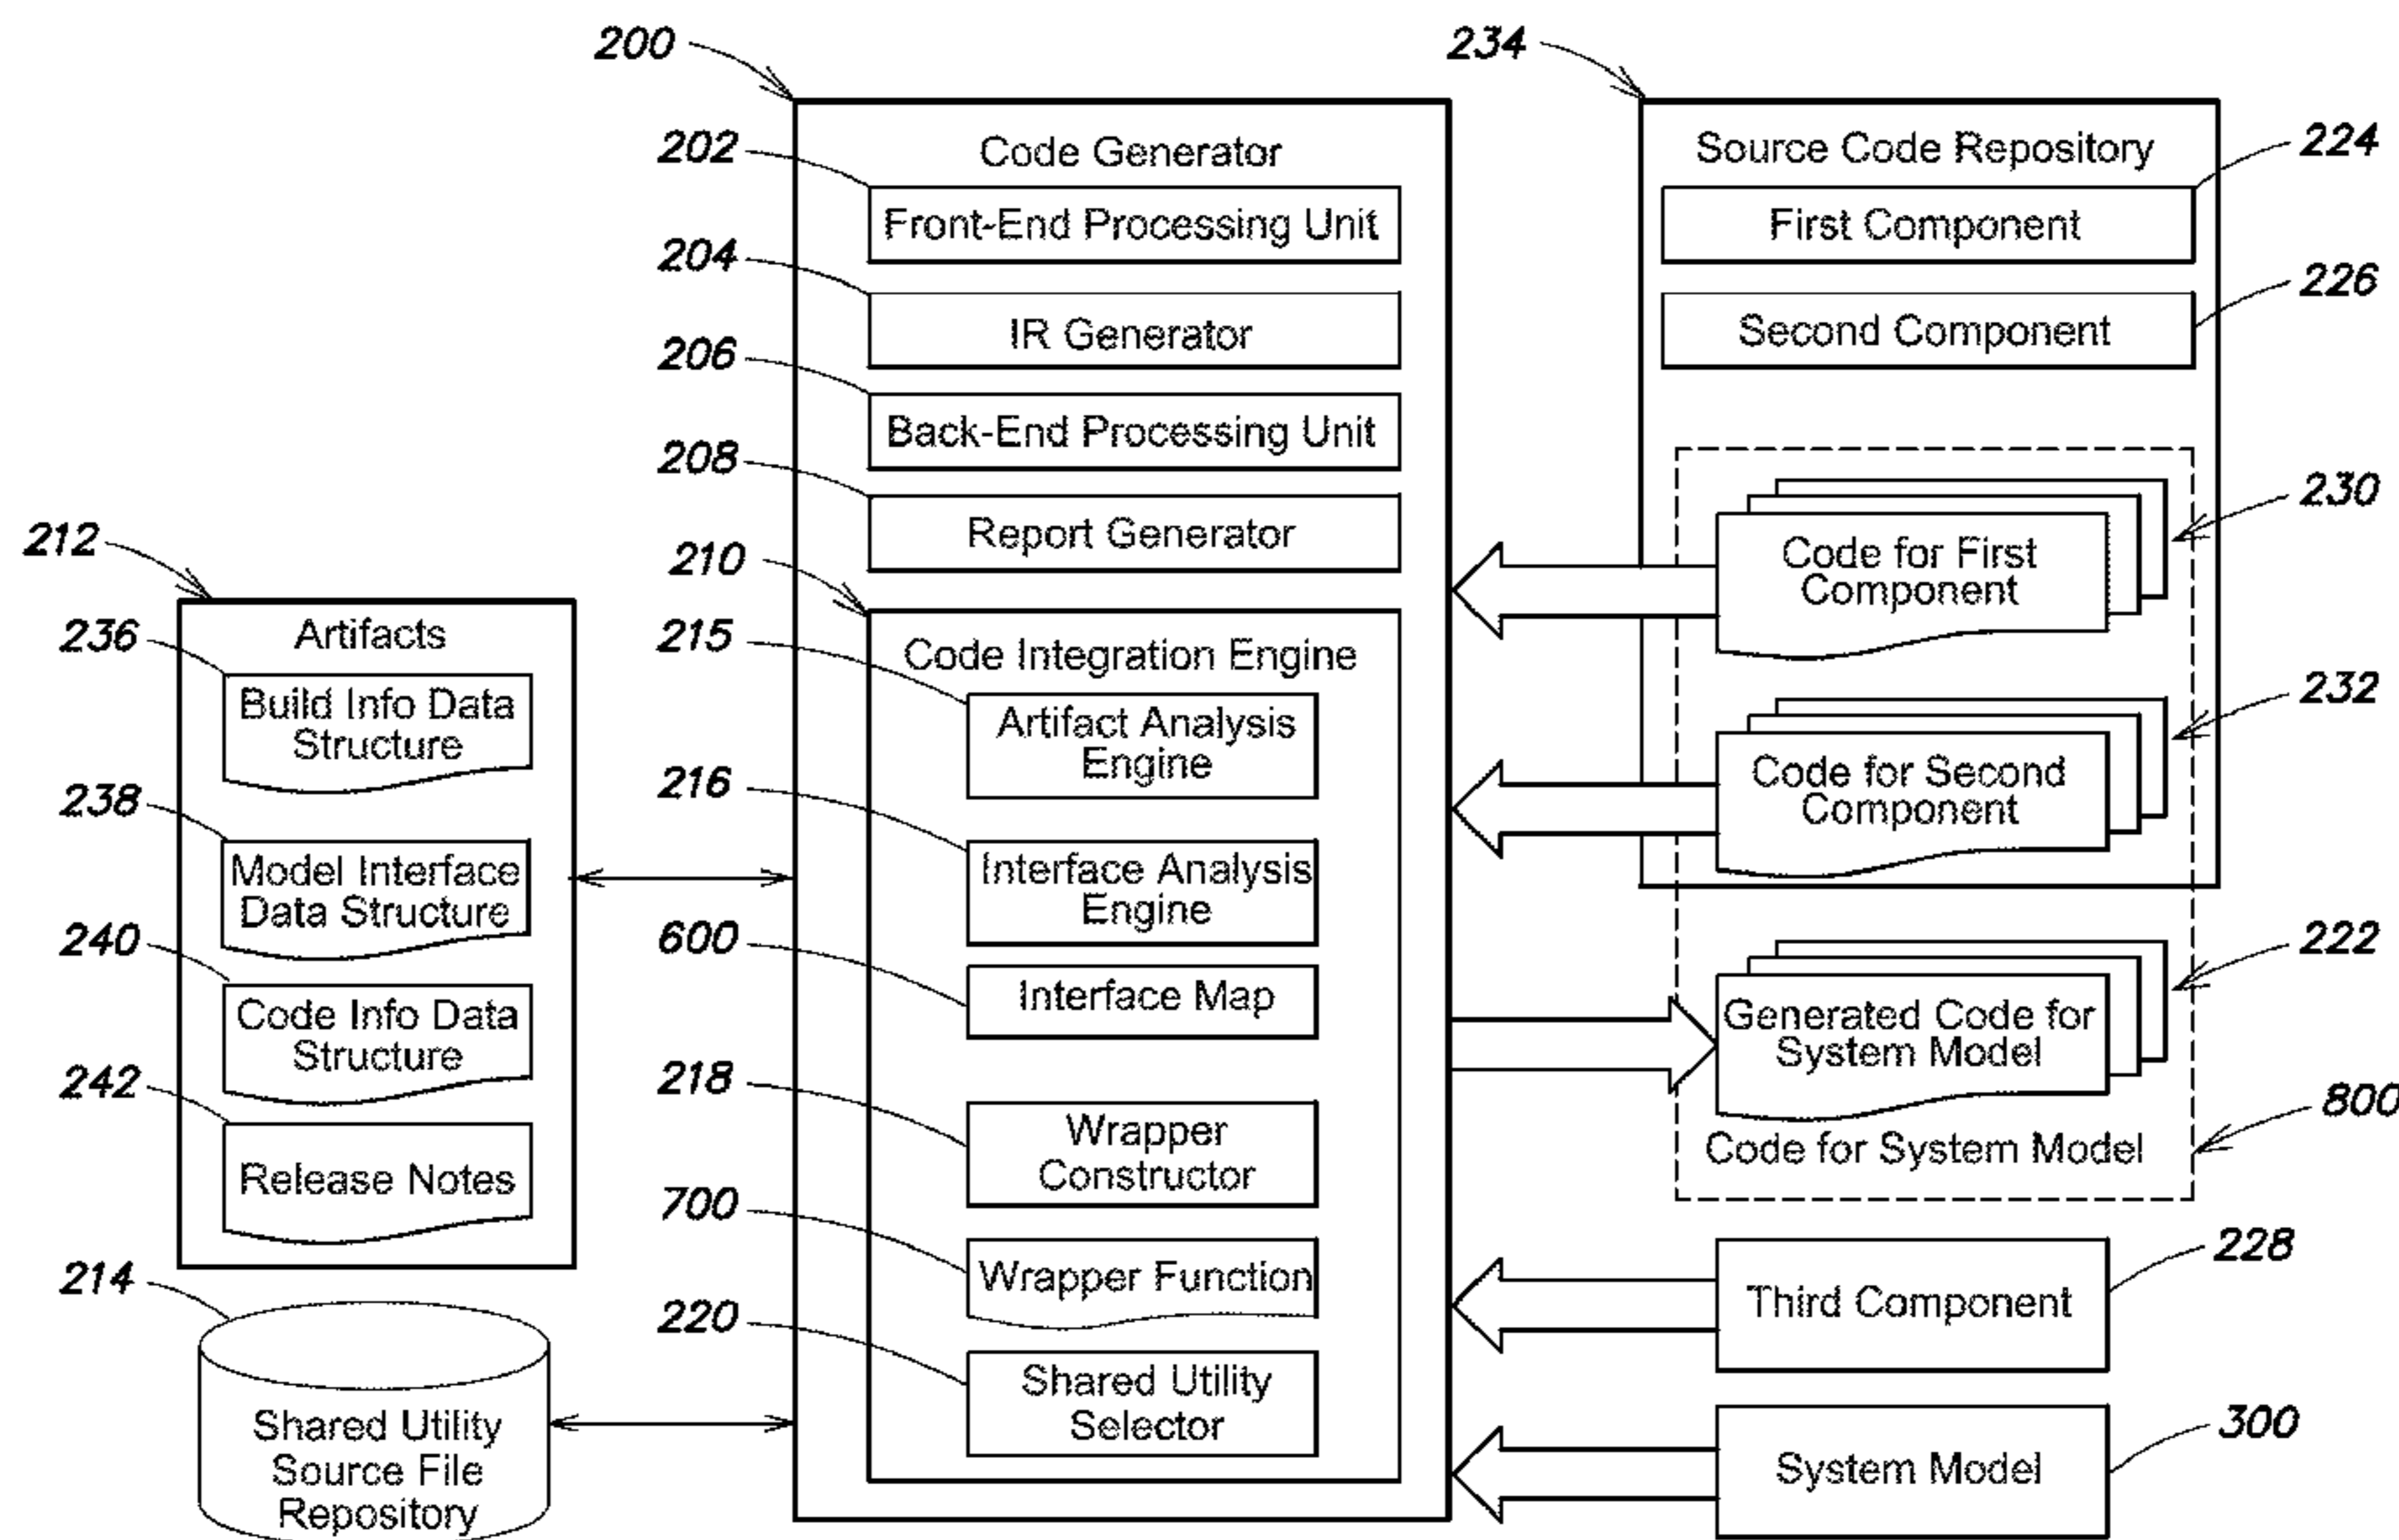 200
234
Code Generator
Source Code Repository
202
224
Front-End Processing Unit
First Component
204
226
IR Generator
Second Component
206
Back-End Processing Unit
208
230
Report Generator
Code for First
Component
212
210
Artifacts
236
215
Code Integration Engine
232
Build Info Data
Structure
Artifact Analysis
Engine
Code for Second
Component
238
216
Model Interface
Data Structure
Interface Analysis
Engine
240
600
222
Code Info Data
Structure
Interface Map
Generated Code for
System Model
242
218
800
Release Notes
Wrapper
Constructor
Code for System Model
700
228
214
Wrapper Function
Third Component
220
Shared Utility
Source File
Repository
Shared Utility
Selector
300
System Model